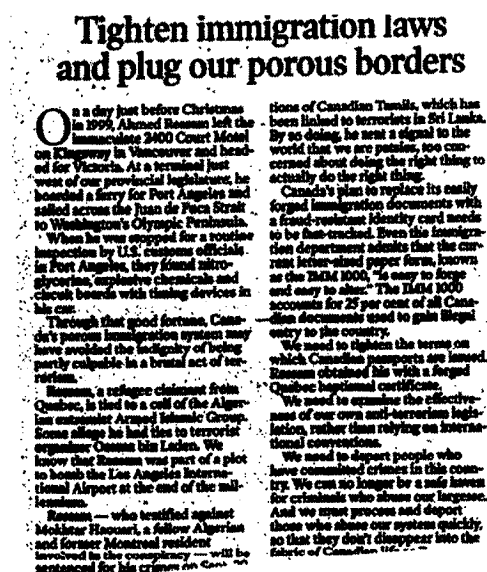 Tighten immigration laws
and plug our porous borders
On a day just before Christmas
in 1999, Ahmed Ressam left the
immaculate 2400 Court Motel
on Kingsway in Vancouver and head-
ed for Victoria. At a terminal just
west of our provincial legislature, he
boarded a ferry for Port Angeles and
sailed across the Juan de Fuca Strait
to Washington's Olympic Peninsula.
When he was stopped for a routine
inspection by U.S. customs officials
in Port Angeles, they found nitro-
glycerine, explosive chemicals and
circuit boards with timing devices in
his car.
Through that good fortune, Cana-
da's porous immigration system may
have avoided the indignity of being
partly culpable in a brutal act of ter-
rorism.
Ressam, a refugee claimant from
Quebec, is tied to a cell of the Alger-
ian extremist Armed Islamic Group.
Some allege he had ties to terrorist
organizer Osama bin Laden. We
know that Ressam was part of a plot
to bomb the Los Angeles Interna-
tional Airport at the end of the mil-
lennium.
Ressam — who testified against
Mokhtar Haouari, a fellow Algerian
and former Montreal resident
involved in the conspiracy — will be
sentenced for his crimes on Sept.
tions of Canadian Tamils, which has
been linked to terrorists in Sri Lanka.
By so doing, he sent a signal to the
world that we are patsies, too con-
cerned about doing the right thing to
actually do the right thing.
Canada's plan to replace its easily
forged immigration documents with
a fraud-resistant identity card needs
to be fast-tracked. Even the immigra-
tion department admits that the cur-
rent letter-sized paper form, known
as the IMM 1000, "is easy to forge
and easy to alter." The IMM 1000
accounts for 25 per cent of all Cana-
dian documents used to gain illegal
entry to the country.
We need to tighten the terms on
which Canadian passports are issued.
Ressam obtained his with a forged
Quebec baptismal certificate.
We need to examine the effective-
ness of our own anti-terrorism legis-
lation, rather than relying on interna-
tional conventions.
We need to deport people who
have committed crimes in this coun-
try. We can no longer be a safe haven
for criminals who abuse our largesse.
And we must process and deport
those who abuse our system quickly,
so that they don't disappear into the
fabric of Canadian life